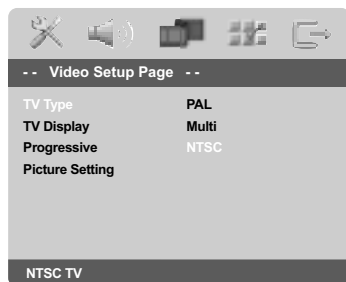 -- Video Setup Page --
TV Type PAL
TV Display Multi
Progressive NTSC
Picture Setting
NTSC TV